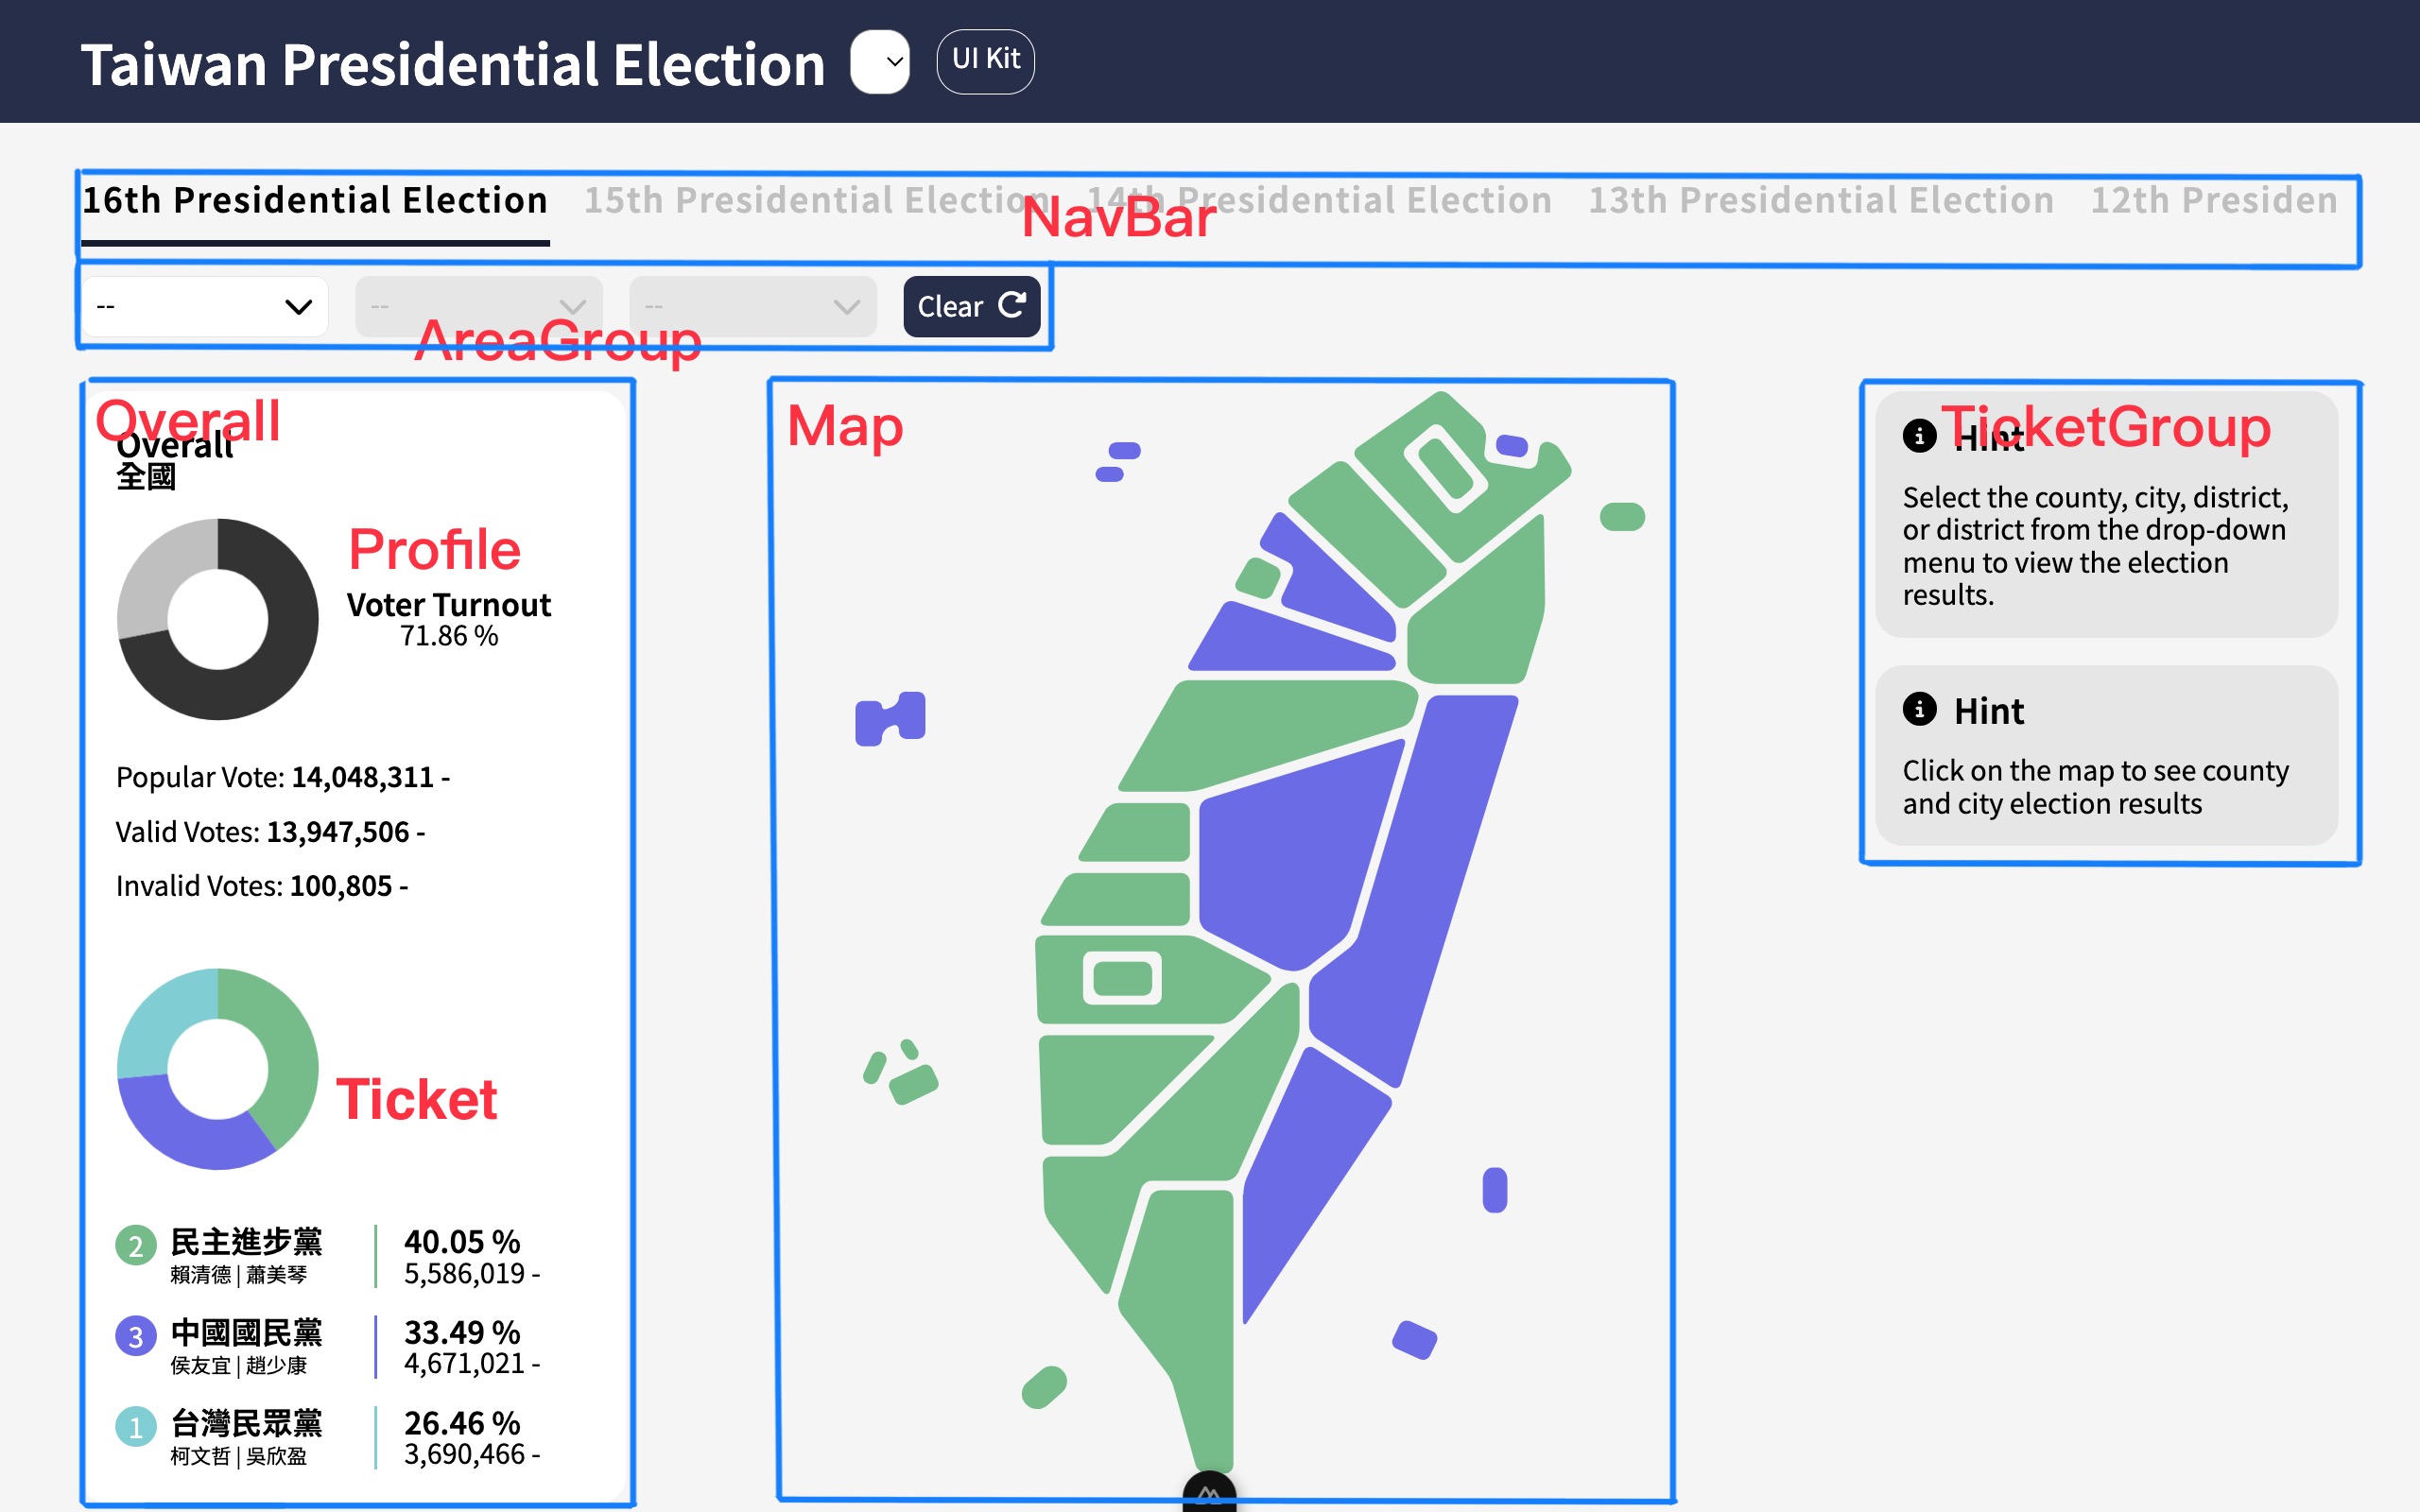 Taiwan Presidential Election
UI Kit
16th Presidential Election
15th Presidential Election
14th Presidential Election
13th Presidential Election
12th Presiden
NavBar
--
--
--
Clear
AreaGroup
Overall
Overall
全國
Profile
Voter Turnout
71.86 %
Popular Vote: 14,048,311 -
Valid Votes: 13,947,506 -
Invalid Votes: 100,805 -
Ticket
2 民主進步黨 40.05 %
賴清德 | 蕭美琴 5,586,019 -
3 中國國民黨 33.49 %
侯友宜 | 趙少康 4,671,021 -
1 台灣民眾黨 26.46 %
柯文哲 | 吳欣盈 3,690,466 -
Map
TicketGroup
Hint
Select the county, city, district,
or district from the drop-down
menu to view the election
results.
Hint
Click on the map to see county
and city election results